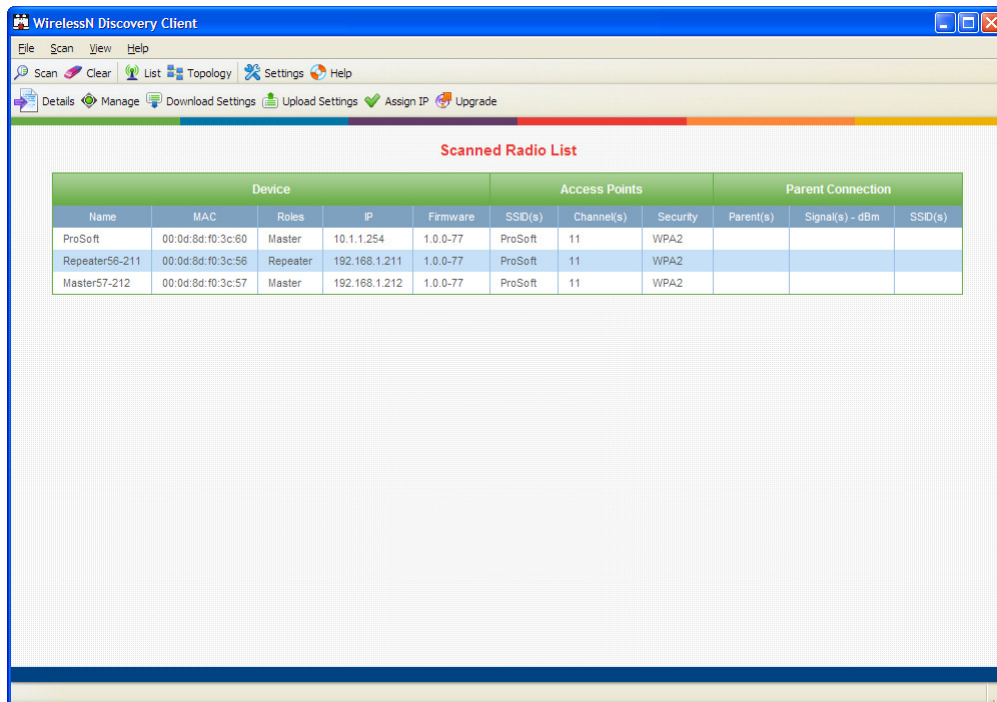 WirelessN Discovery Client
File Scan View Help
Scan Clear List Topology Settings Help
Details Manage Download Settings Upload Settings Assign IP Upgrade
Scanned Radio List
Device Access Points Parent Connection
Name MAC Roles IP Firmware SSID(s) Channel(s) Security Parent(s) Signal(s) - dBm SSID(s)
ProSoft 00:0d:8d:f0:3c:60 Master 10.1.1.254 1.0.0-77 ProSoft 11 WPA2
Repeater56-211 00:0d:8d:f0:3c:56 Repeater 192.168.1.211 1.0.0-77 ProSoft 11 WPA2
Master57-212 00:0d:8d:f0:3c:57 Master 192.168.1.212 1.0.0-77 ProSoft 11 WPA2